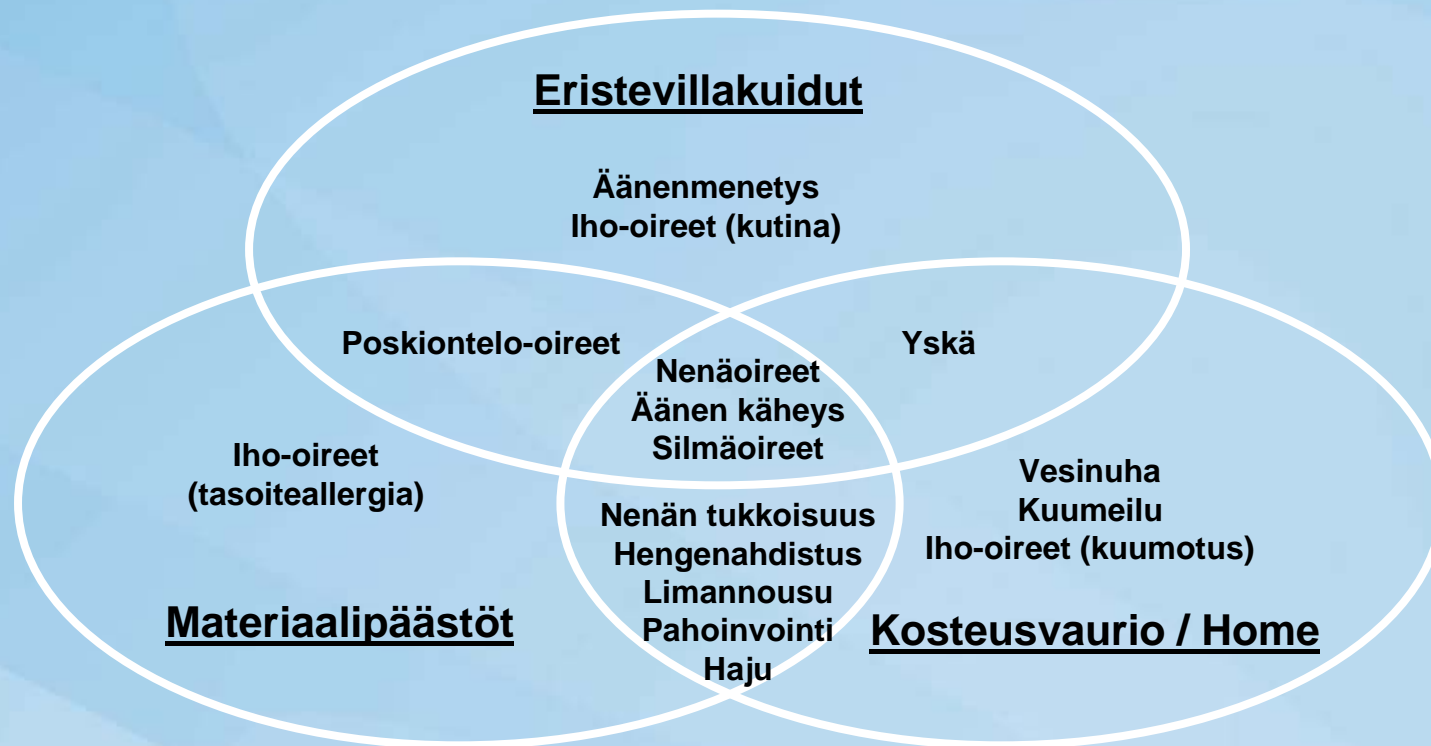 Eristevillakuidut
Äänenmenetys
Iho-oireet (kutina)
Poskiontelo-oireet
Yskä
Nenäoireet
Äänen käheys
Silmäoireet
Iho-oireet
(tasoiteallergia)
Vesinuha
Kuumeilu
Iho-oireet (kuumotus)
Nenän tukkoisuus
Hengenahdistus
Limannousu
Pahoinvointi
Haju
Materiaalipäästöt
Kosteusvaurio / Home